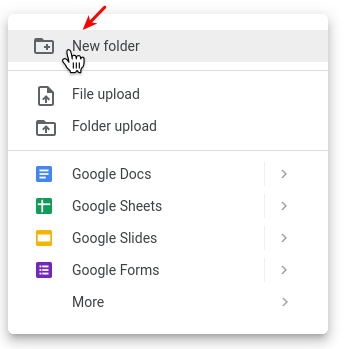 New folder
File upload
Folder upload
Google Docs
Google Sheets
Google Slides
Google Forms
More